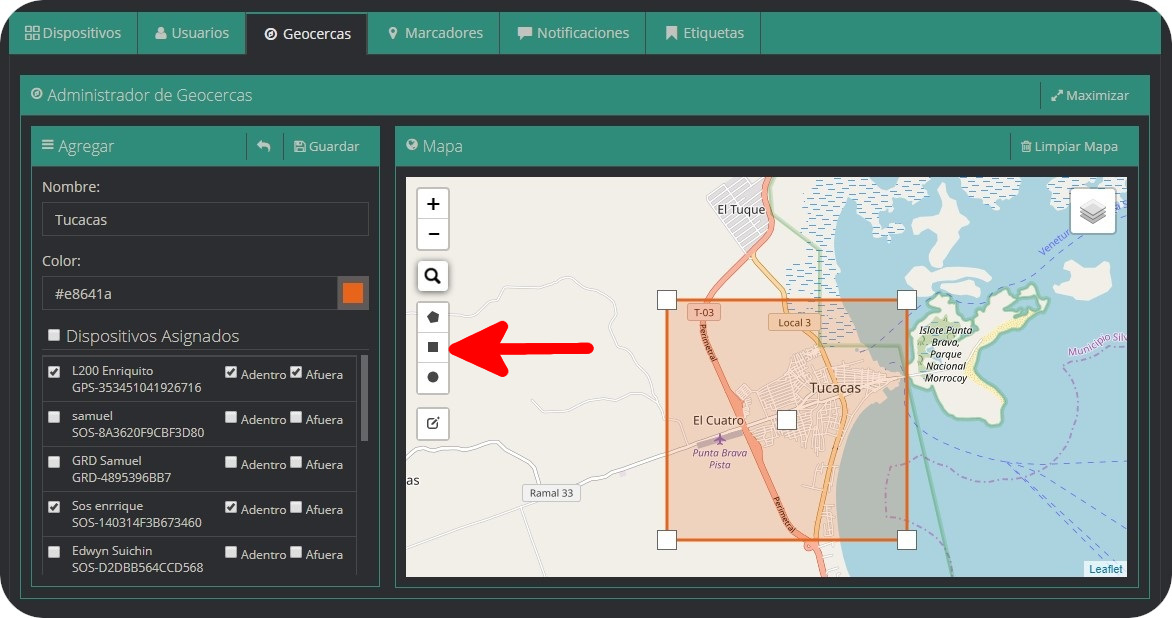 Dispositivos Usuarios Geocercas Marcadores Notificaciones Etiquetas
Administrador de Geocercas Maximizar
Agregar Guardar
Nombre:
Tucacas
Color:
#e8641a
Dispositivos Asignados
L200 Enriquito
GPS-353451041926716
Adentro Afuera
samuel
SOS-8A3620F9CBF3D80
Adentro Afuera
GRD Samuel
GRD-4895396BB7
Adentro Afuera
Sos enrrique
SOS-140314F3B673460
Adentro Afuera
Edwyn Suichin
SOS-D2DBB564CCD568
Adentro Afuera
Mapa Limpiar Mapa
+
−
El Tuque
Venetur
T-03
Local 3
Perimetral
Islote Punta
Brava,
Parque
Nacional
Morrocoy
Municipio Silv
Tucacas
El Cuatro
Punta Brava
Pista
as
Ramal 33
Perimetral
Leaflet